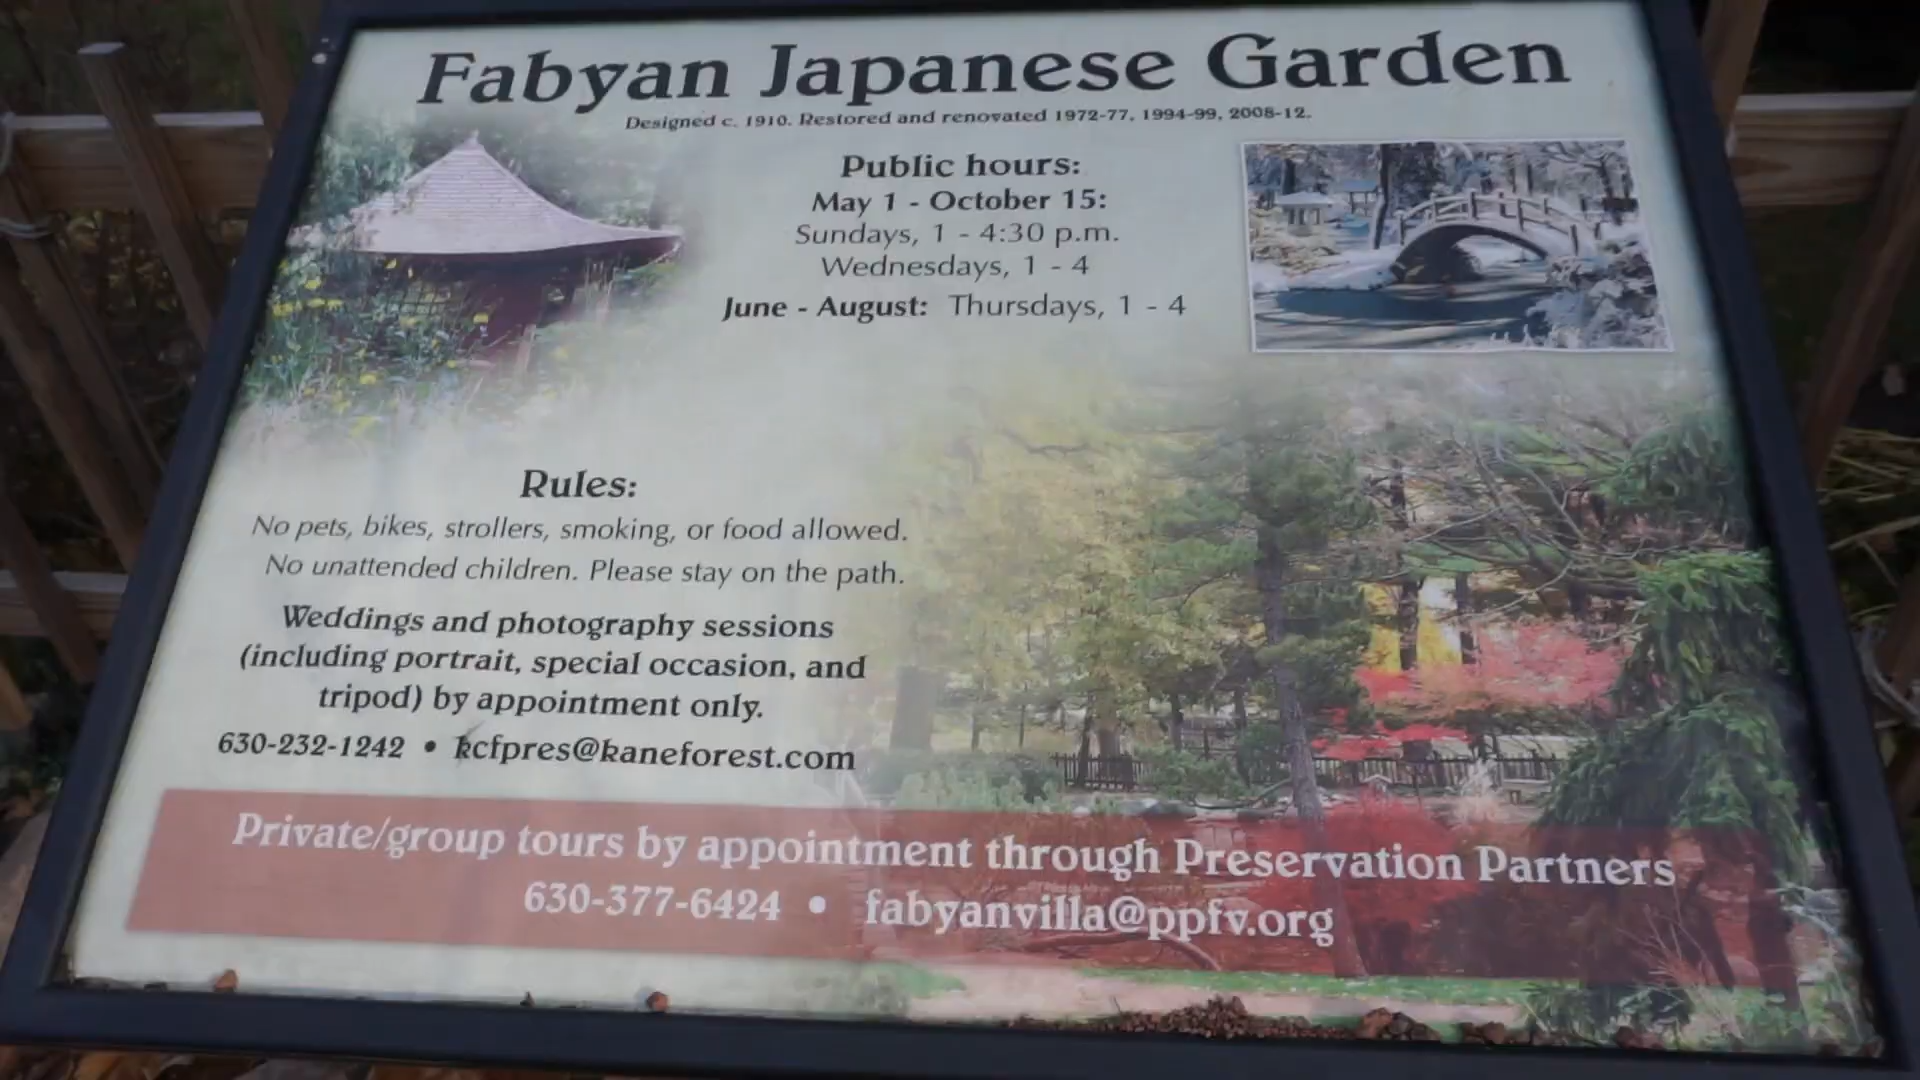 Fabyan Japanese Garden
Designed c. 1910. Restored and renovated 1972-77, 1994-99, 2008-12.
Public hours:
May 1 - October 15:
Sundays, 1 - 4:30 p.m.
Wednesdays, 1 - 4
June - August: Thursdays, 1 - 4
Rules:
No pets, bikes, strollers, smoking, or food allowed.
No unattended children. Please stay on the path.
Weddings and photography sessions
(including portrait, special occasion, and
tripod) by appointment only.
630-232-1242 • kcfpres@kaneforest.com
Private/group tours by appointment through Preservation Partners
630-377-6424 • fabyanvilla@ppfv.org